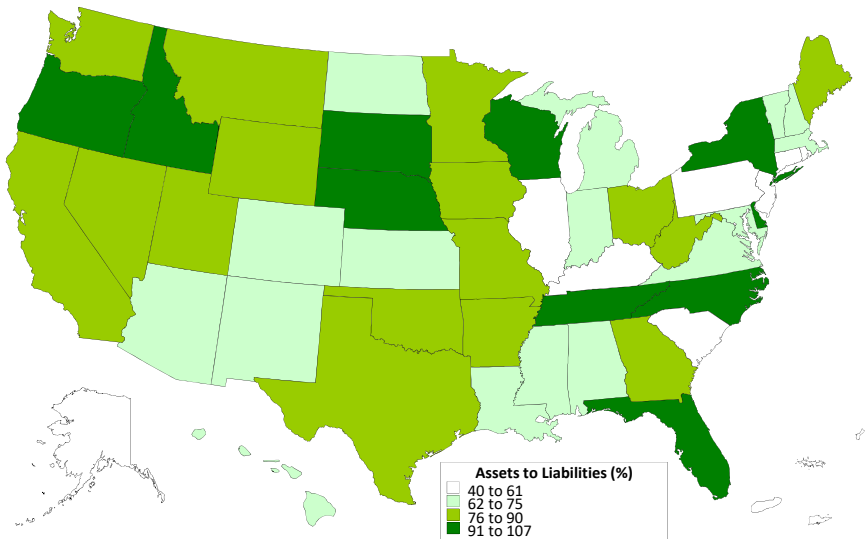 Assets to Liabilities (%)
40 to 61
62 to 75
76 to 90
91 to 107